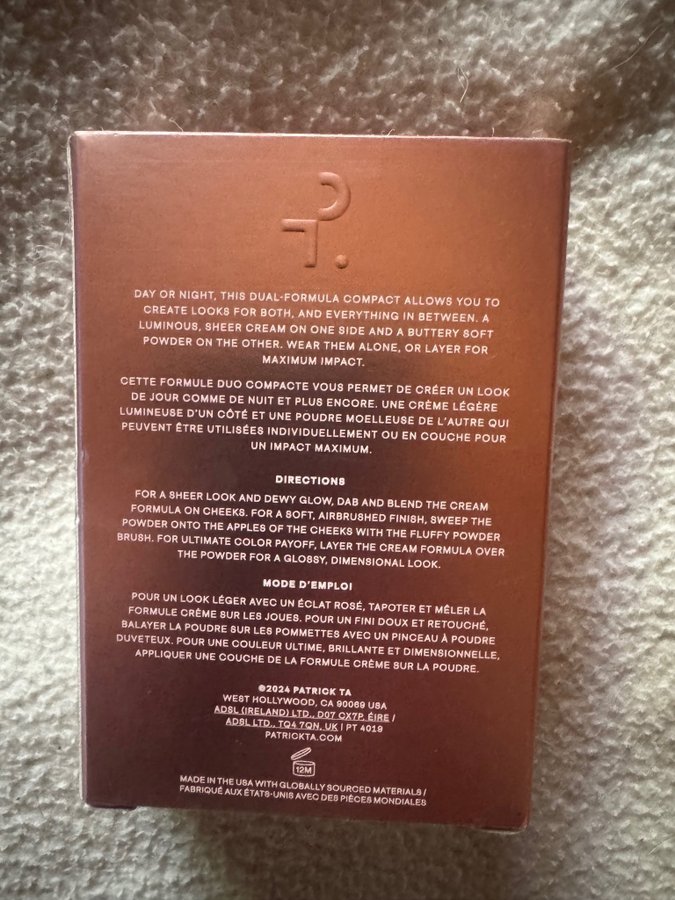 DAY OR NIGHT, THIS DUAL-FORMULA COMPACT ALLOWS YOU TO
CREATE LOOKS FOR BOTH, AND EVERYTHING IN BETWEEN. A
LUMINOUS, SHEER CREAM ON ONE SIDE AND A BUTTERY SOFT
POWDER ON THE OTHER. WEAR THEM ALONE, OR LAYER FOR
MAXIMUM IMPACT.
CETTE FORMULE DUO COMPACTE VOUS PERMET DE CRÉER UN LOOK
DE JOUR COMME DE NUIT ET PLUS ENCORE. UNE CRÈME LÉGÈRE
LUMINEUSE D'UN CÔTÉ ET UNE POUDRE MOELLEUSE DE L'AUTRE QUI
PEUVENT ÊTRE UTILISÉES INDIVIDUELLEMENT OU EN COUCHE POUR
UN IMPACT MAXIMUM.
DIRECTIONS
FOR A SHEER LOOK AND DEWY GLOW, DAB AND BLEND THE CREAM
FORMULA ON CHEEKS. FOR A SOFT, AIRBRUSHED FINISH, SWEEP THE
POWDER ONTO THE APPLES OF THE CHEEKS WITH THE FLUFFY POWDER
BRUSH. FOR ULTIMATE COLOR PAYOFF, LAYER THE CREAM FORMULA OVER
THE POWDER FOR A GLOSSY, DIMENSIONAL LOOK.
MODE D'EMPLOI
POUR UN LOOK LÉGER AVEC UN ÉCLAT ROSÉ, TAPOTER ET MÊLER LA
FORMULE CRÈME SUR LES JOUES. POUR UN FINI DOUX ET RETOUCHÉ,
BALAYER LA POUDRE SUR LES POMMETTES AVEC UN PINCEAU À POUDRE
DUVETEUX. POUR UNE COULEUR ULTIME, BRILLANTE ET DIMENSIONNELLE,
APPLIQUER UNE COUCHE DE LA FORMULE CRÈME SUR LA POUDRE.
©2024 PATRICK TA
WEST HOLLYWOOD, CA 90069 USA
ADSL (IRELAND) LTD., D07 CX7P, ÉIRE /
ADSL LTD., TQ4 7QN, UK | PT 4019
PATRICKTA.COM
12M
MADE IN THE USA WITH GLOBALLY SOURCED MATERIALS /
FABRIQUÉ AUX ÉTATS-UNIS AVEC DES PIÈCES MONDIALES